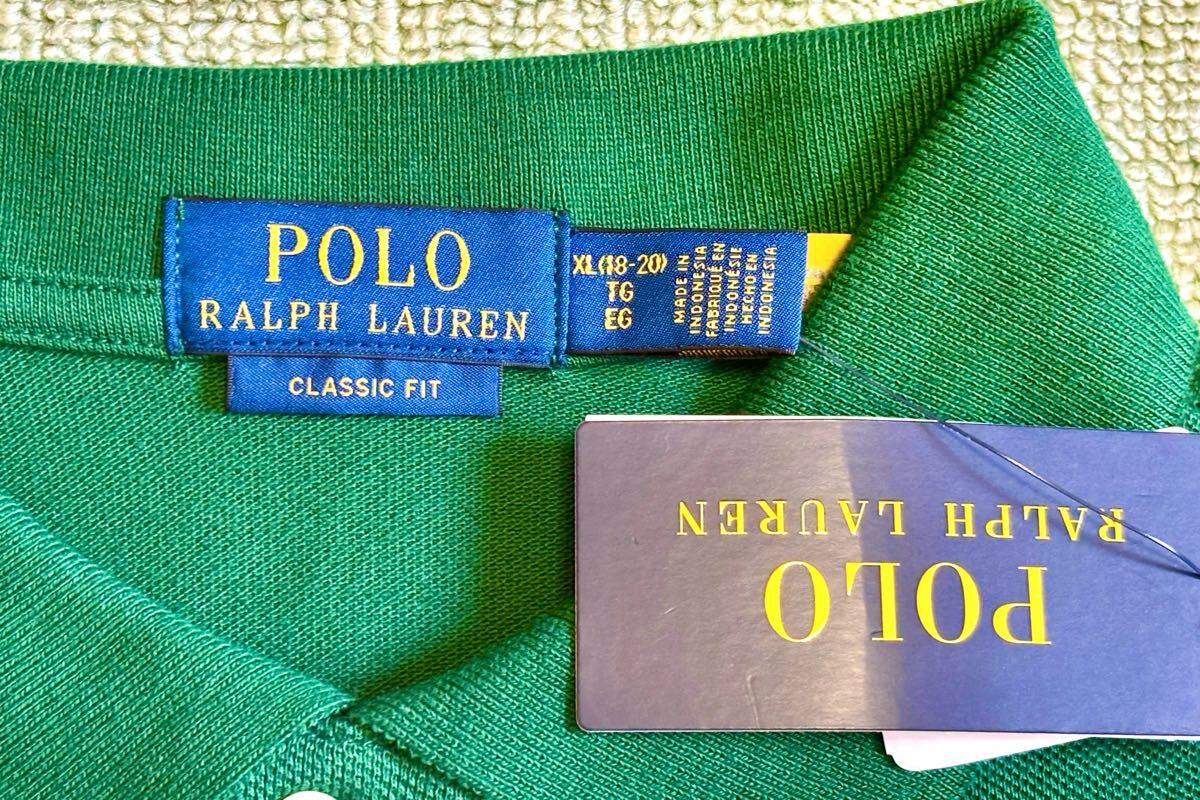 POLO
RALPH LAUREN
CLASSIC FIT
XL(18-20)
TG
EG
MADE IN
INDONESIA
FABRIQUÉ EN
INDONÉSIE
HECHO EN
INDONESIA
POLO
RALPH LAUREN